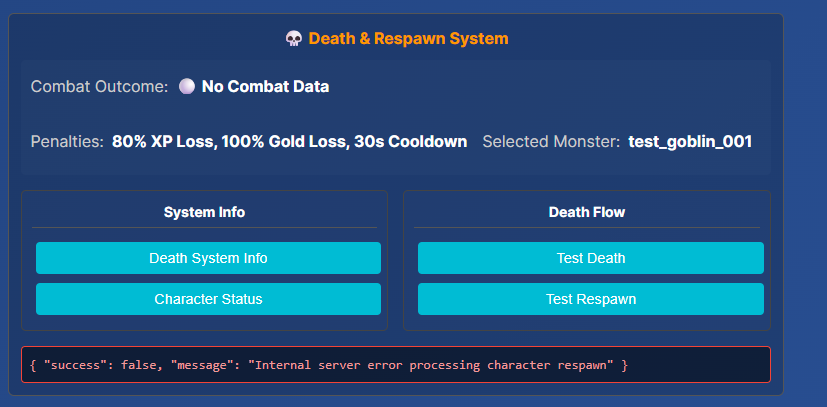 Death & Respawn System
Combat Outcome: No Combat Data
Penalties: 80% XP Loss, 100% Gold Loss, 30s Cooldown Selected Monster: test_goblin_001
System Info
Death System Info
Character Status
Death Flow
Test Death
Test Respawn
{ "success": false, "message": "Internal server error processing character respawn" }